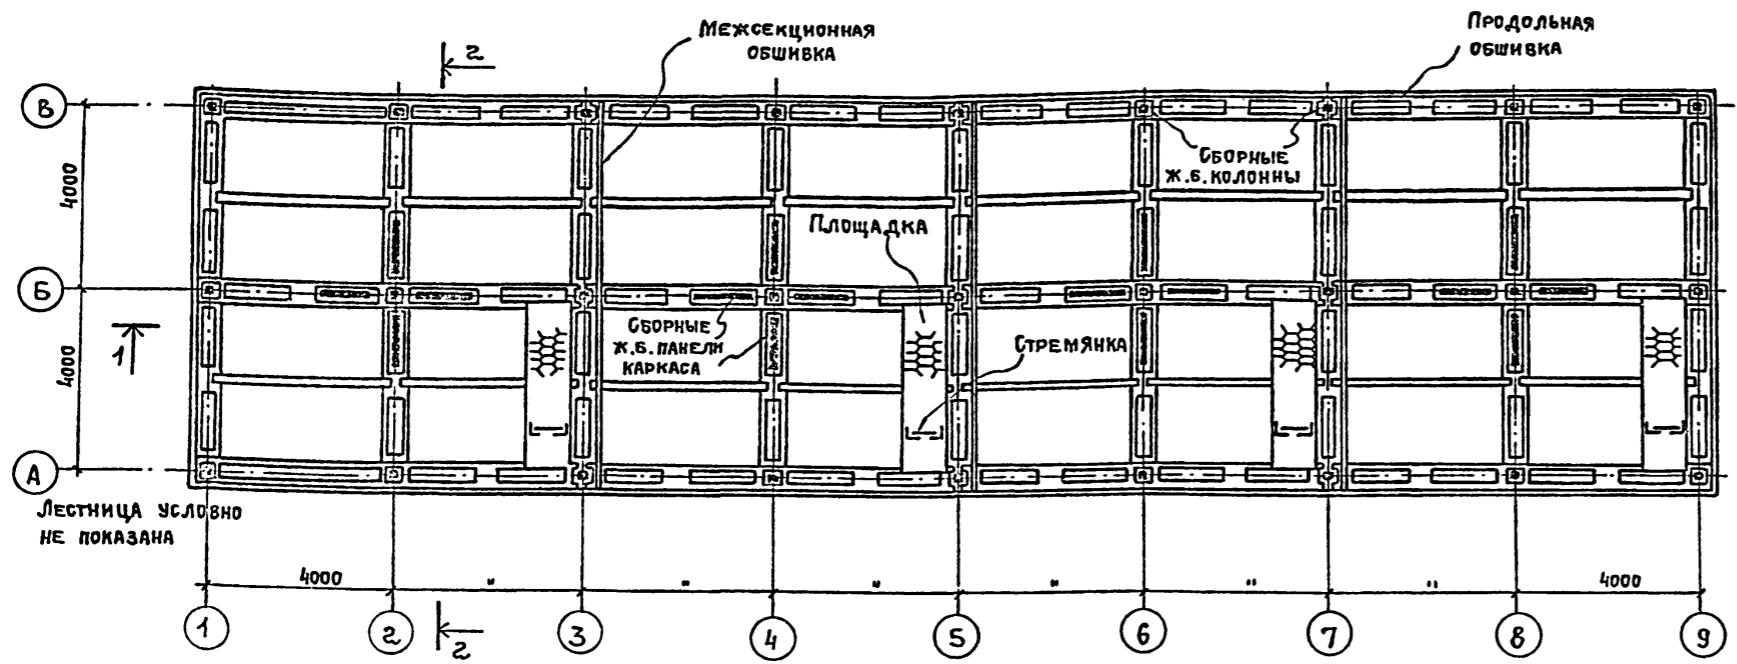 Межсекционная
обшивка
Продольная
обшивка
2
В
4000
Сборные
ж.б. колонны
Площадка
Б
Сборные
ж.б. панели
каркаса
Стремянка
1
4000
А
Лестница условно
не показана
4000 " " " " " " 4000
1 2 3 4 5 6 7 8 9
2